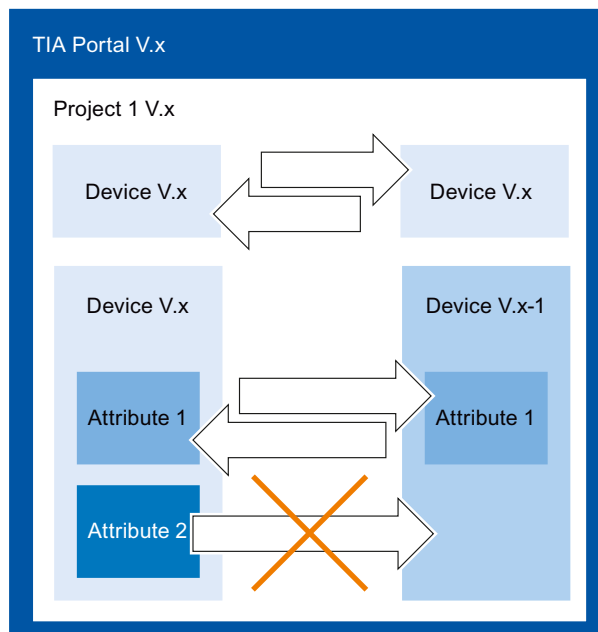 TIA Portal V.x
Project 1 V.x
Device V.x
Device V.x
Device V.x
Device V.x-1
Attribute 1
Attribute 1
Attribute 2